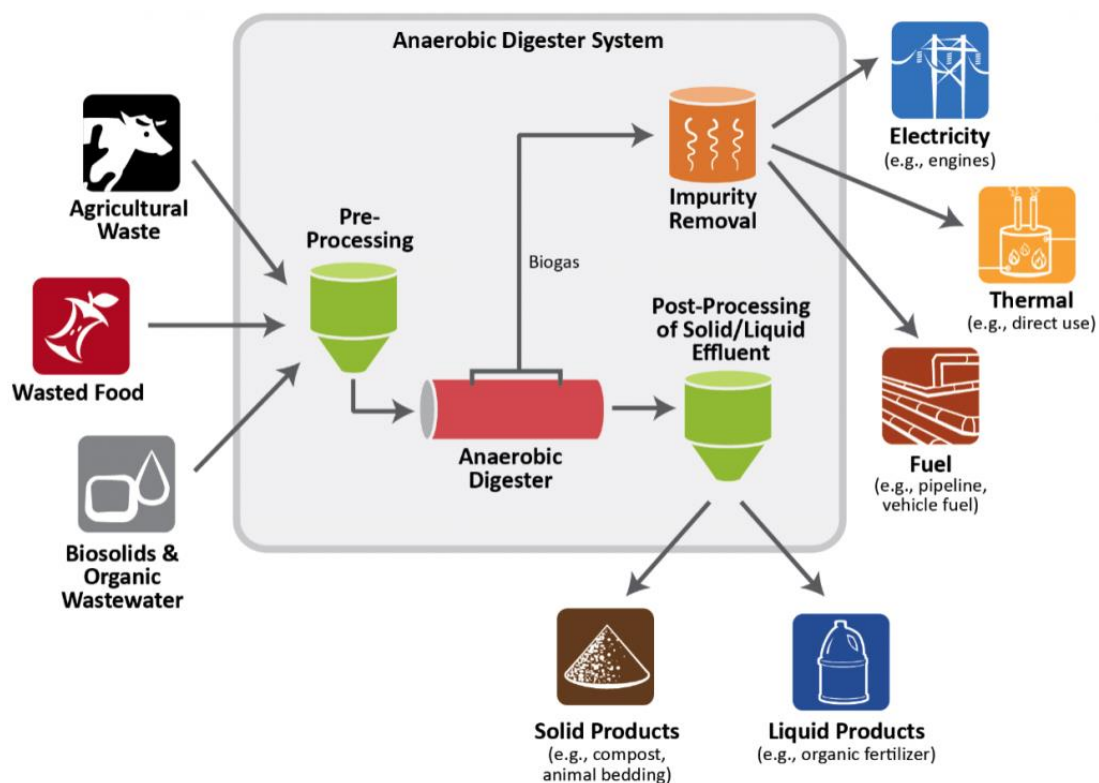 Anaerobic Digester System
Agricultural
Waste
Wasted Food
Biosolids &
Organic
Wastewater
Pre-
Processing
Biogas
Anaerobic
Digester
Impurity
Removal
Post-Processing
of Solid/Liquid
Effluent
Electricity
(e.g., engines)
Thermal
(e.g., direct use)
Fuel
(e.g., pipeline,
vehicle fuel)
Solid Products
(e.g., compost,
animal bedding)
Liquid Products
(e.g., organic fertilizer)